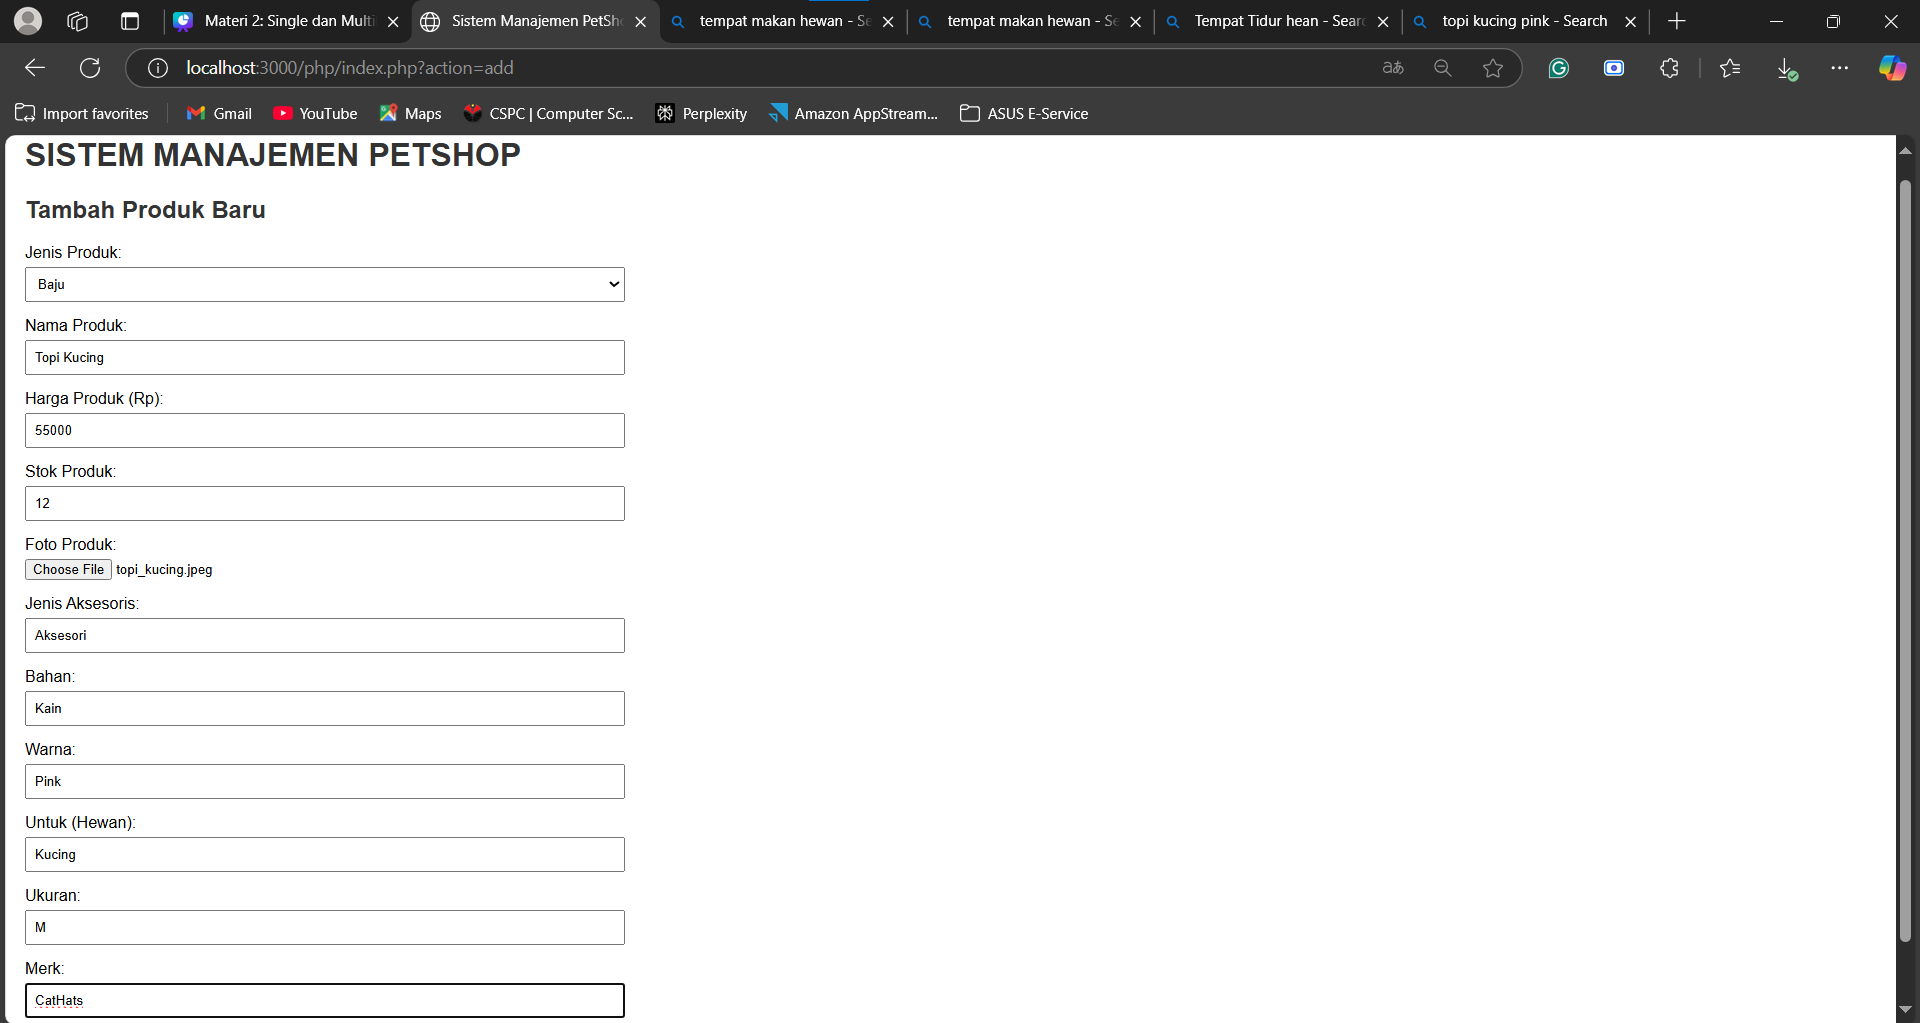 Materi 2: Single dan Multi
Sistem Manajemen PetSho
tempat makan hewan - Se
tempat makan hewan - Se
Tempat Tidur hean - Searc
topi kucing pink - Search
localhost:3000/php/index.php?action=add
aあ
Import favorites
Gmail
YouTube
Maps
CSPC | Computer Sc...
Perplexity
Amazon AppStream...
ASUS E-Service
SISTEM MANAJEMEN PETSHOP
Tambah Produk Baru
Jenis Produk:
Baju
Nama Produk:
Topi Kucing
Harga Produk (Rp):
55000
Stok Produk:
12
Foto Produk:
Choose File topi_kucing.jpeg
Jenis Aksesoris:
Aksesori
Bahan:
Kain
Warna:
Pink
Untuk (Hewan):
Kucing
Ukuran:
M
Merk:
CatHats